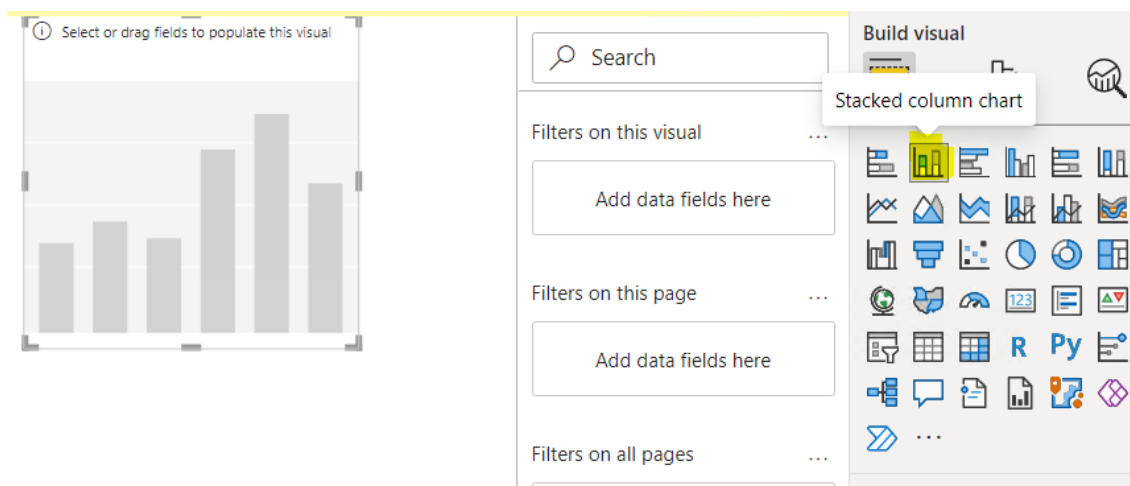 Select or drag fields to populate this visual
Search
Filters on this visual
...
Add data fields here
Filters on this page
...
Add data fields here
Filters on all pages
...
Build visual
Stacked column chart
123
R
Py
...